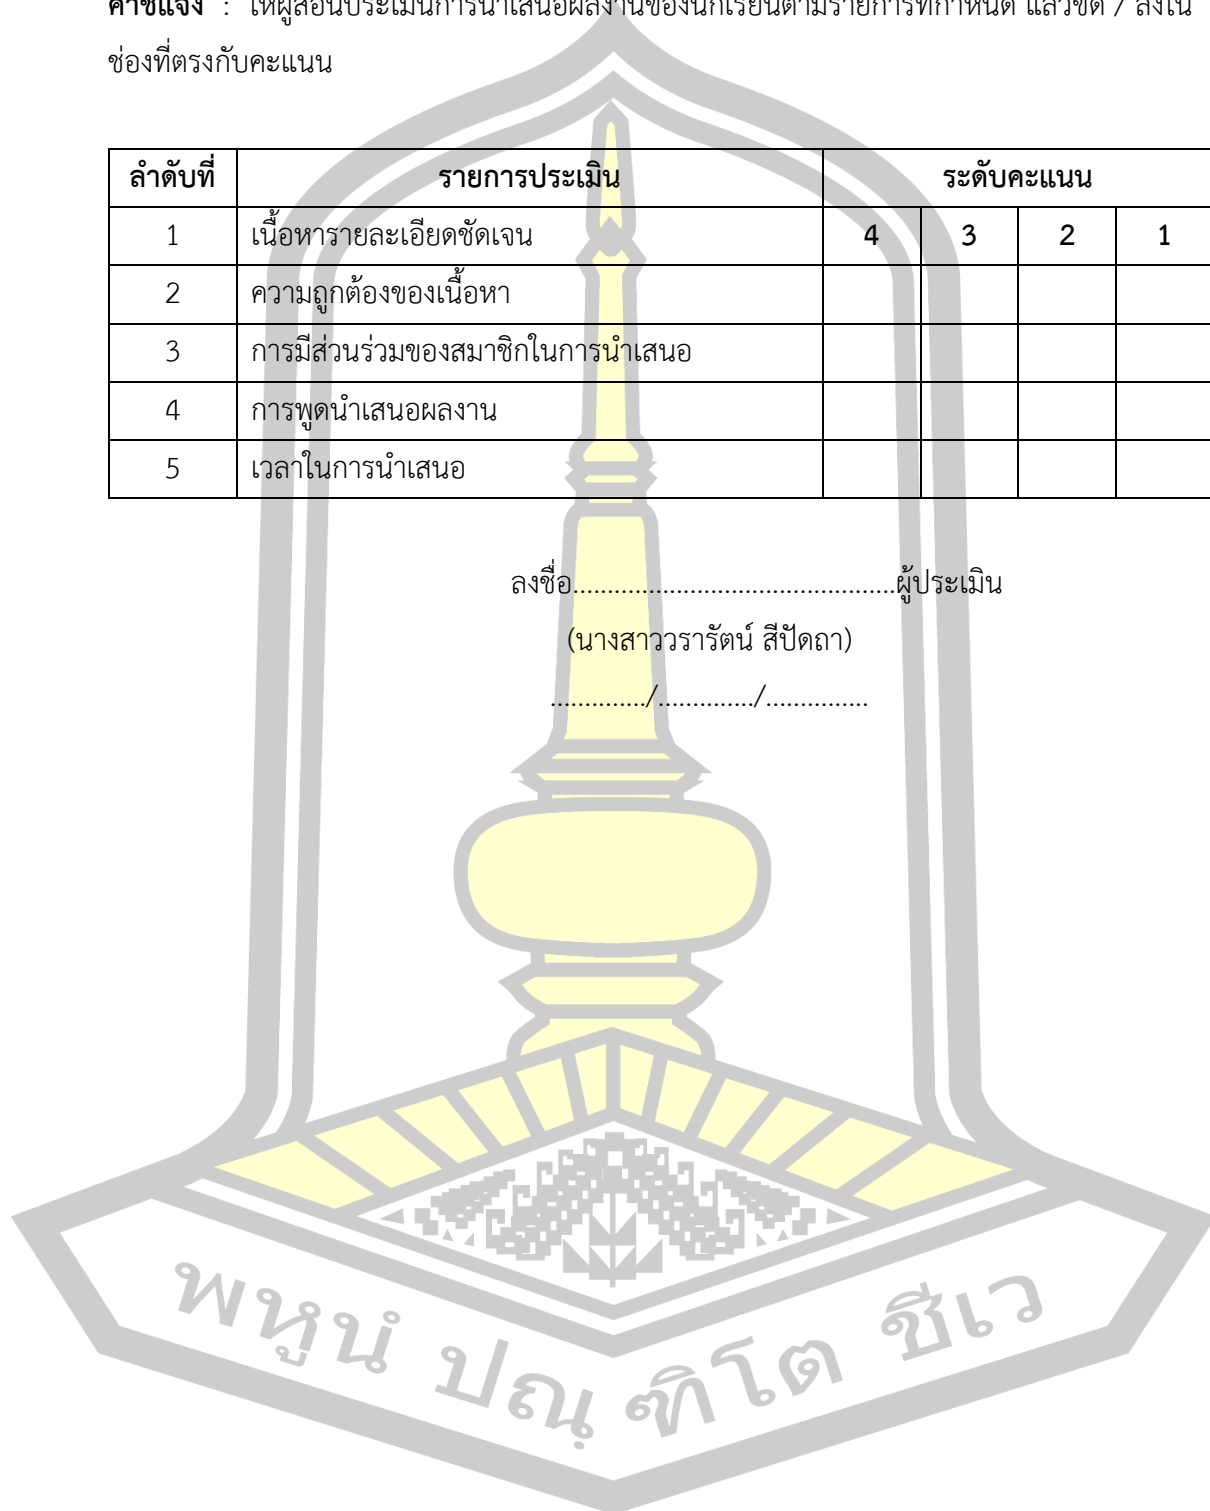 คำชี้แจง : ให้ผู้สอนประเมินการนำเสนอผลงานของนักเรียนตามรายการที่กำหนด แล้วขีด / ลงใน
ช่องที่ตรงกับคะแนน
ลำดับที่ รายการประเมิน ระดับคะแนน
1 เนื้อหารายละเอียดชัดเจน 4 3 2 1
2 ความถูกต้องของเนื้อหา
3 การมีส่วนร่วมของสมาชิกในการนำเสนอ
4 การพูดนำเสนอผลงาน
5 เวลาในการนำเสนอ
ลงชื่อ...............................................ผู้ประเมิน
(นางสาววรารัตน์ สีปัดถา)
............../............../...............
พหูนํ ปณฺฑิโต ชีเว